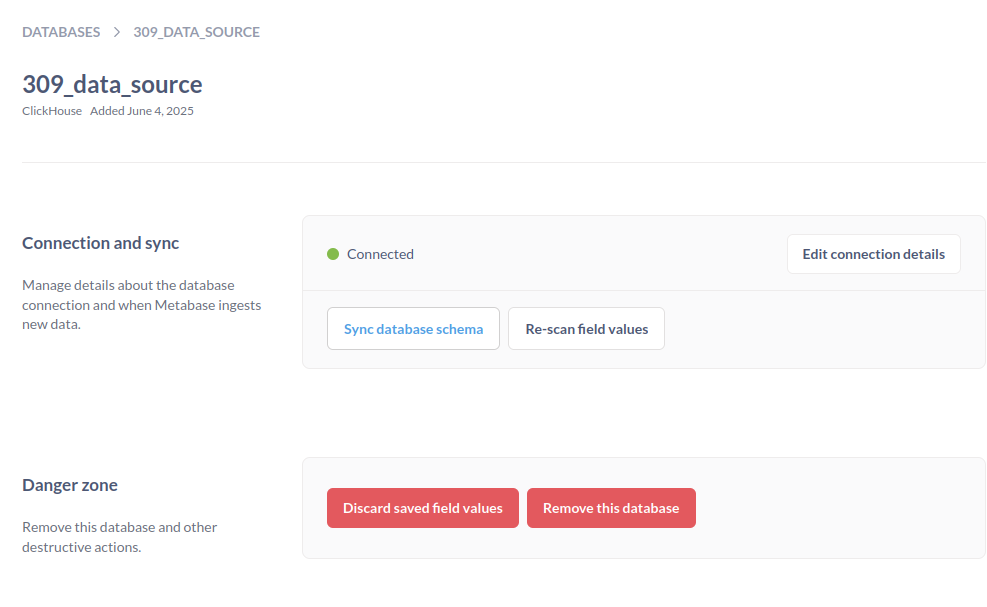 DATABASES > 309_DATA_SOURCE
309_data_source
ClickHouse Added June 4, 2025
Connection and sync
Manage details about the database
connection and when Metabase ingests
new data.
Connected
Edit connection details
Sync database schema
Re-scan field values
Danger zone
Remove this database and other
destructive actions.
Discard saved field values
Remove this database